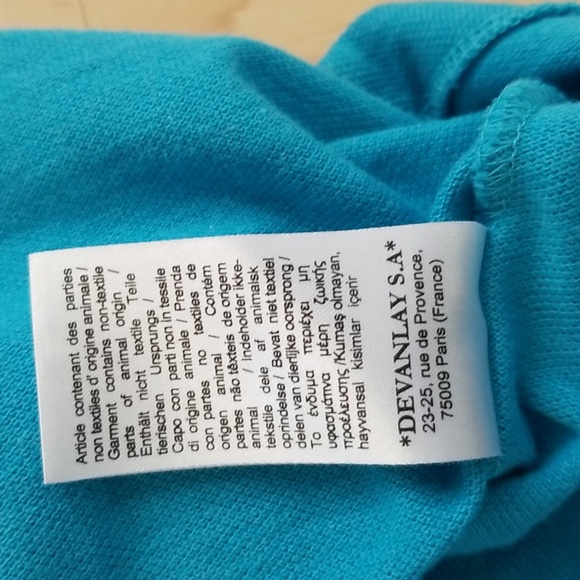 Article contenant des parties
non textiles d' origine animale /
Garment contains non-textile
parts of animal origin /
Enthält nicht textile Teile
tierischen Ursprungs /
Capo con parti non in tessile
di origine animale / Prenda
con partes no textiles de
origen animal / Contém
partes não têxteis de origem
animal / Indeholder ikke-
tekstile dele af animalsk
oprindelse / Bevat niet textiel
delen van dierlijke oorsprong /
Το ένδυμα περιέχει μη
υφασμάτινα μέρη ζωικής
προέλευσης /Kumaş olmayan,
hayvansal kisimlar içerir
*DEVANLAY S.A*
23-25, rue de Provence,
75009 Paris (France)